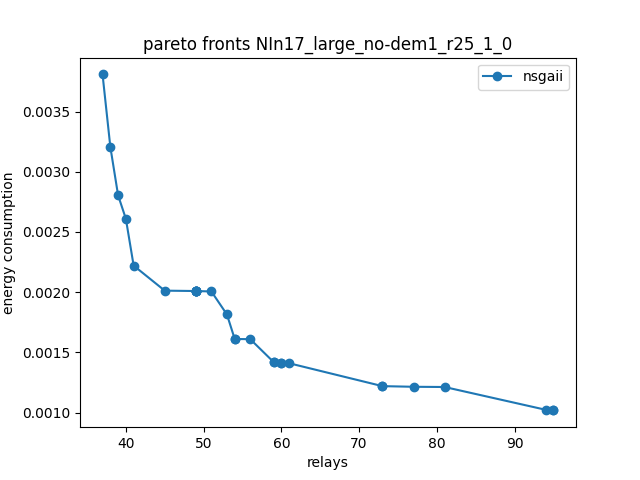 pareto fronts NIn17_large_no-dem1_r25_1_0
nsgaii
energy consumption
0.0035
0.0030
0.0025
0.0020
0.0015
0.0010
40 50 60 70 80 90
relays